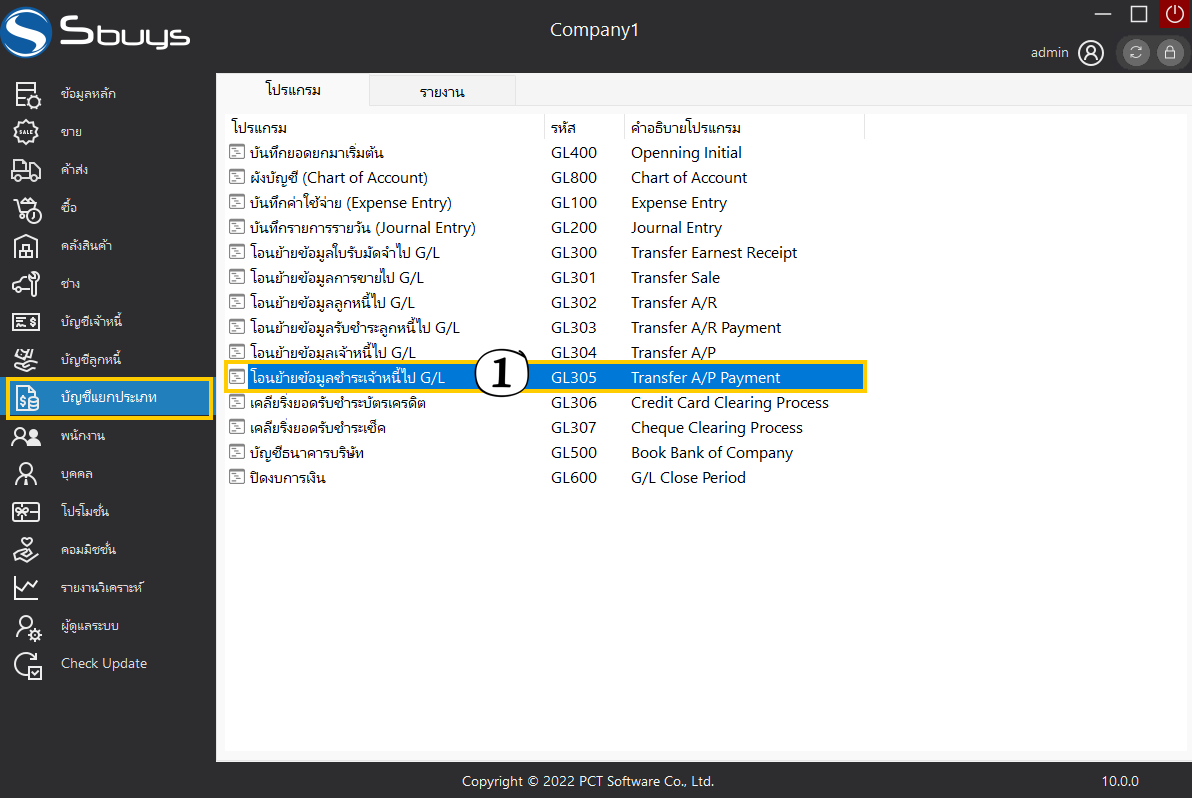 Sbuys
Company1
admin
ข้อมูลหลัก
SALE ขาย
ค้าส่ง
ซื้อ
คลังสินค้า
ช่าง
บัญชีเจ้าหนี้
บัญชีลูกหนี้
บัญชีแยกประเภท
พนักงาน
บุคคล
โปรโมชั่น
คอมมิชชั่น
รายงานวิเคราะห์
ผู้ดูแลระบบ
Check Update
โปรแกรม รายงาน
โปรแกรม รหัส คำอธิบายโปรแกรม
บันทึกยอดยกมาเริ่มต้น GL400 Openning Initial
ผังบัญชี (Chart of Account) GL800 Chart of Account
บันทึกค่าใช้จ่าย (Expense Entry) GL100 Expense Entry
บันทึกรายการรายวัน (Journal Entry) GL200 Journal Entry
โอนย้ายข้อมูลใบรับมัดจำไป G/L GL300 Transfer Earnest Receipt
โอนย้ายข้อมูลการขายไป G/L GL301 Transfer Sale
โอนย้ายข้อมูลลูกหนี้ไป G/L GL302 Transfer A/R
โอนย้ายข้อมูลรับชำระลูกหนี้ไป G/L GL303 Transfer A/R Payment
โอนย้ายข้อมูลเจ้าหนี้ไป G/L GL304 Transfer A/P
โอนย้ายข้อมูลชำระเจ้าหนี้ไป G/L 1 GL305 Transfer A/P Payment
เคลียริ่งยอดรับชำระบัตรเครดิต GL306 Credit Card Clearing Process
เคลียริ่งยอดรับชำระเช็ค GL307 Cheque Clearing Process
บัญชีธนาคารบริษัท GL500 Book Bank of Company
ปิดงบการเงิน GL600 G/L Close Period
Copyright © 2022 PCT Software Co., Ltd. 10.0.0